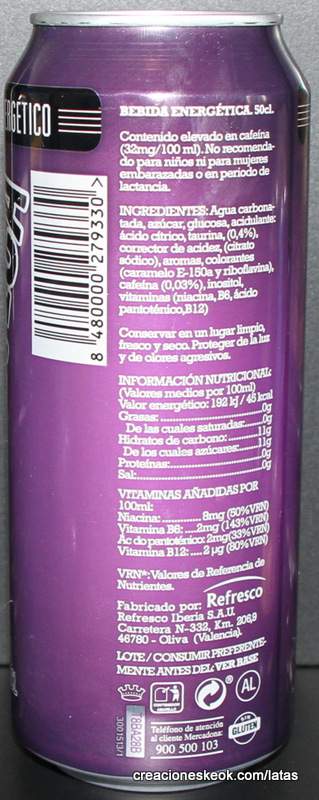 BEBIDA ENERGÉTICA. 50cl.
Contenido elevado en cafeína
(32mg/100 ml). No recomenda-
do para niños ni para mujeres
embarazadas o en período de
lactancia.
INGREDIENTES: Agua carbona-
tada, azúcar, glucosa, acidulante:
ácido cítrico, taurina, (0,4%),
corrector de acidez, (citrato
sódico), aromas, colorantes
(caramelo E-150a y riboflavina),
cafeína (0,03%), inositol,
vitaminas (niacina, B6, ácido
pantoténico,B12)
Conservar en un lugar limpio,
fresco y seco. Proteger de la luz
y de olores agresivos.
INFORMACIÓN NUTRICIONAL:
(Valores medios por 100ml)
Valor energético: 192 kj / 45 kcal
Grasas: 0g
De las cuales saturadas: 0g
Hidratos de carbono: 11g
De los cuales azúcares: 11g
Proteínas: 0g
Sal: 0g
VITAMINAS AÑADIDAS POR
100ml:
Niacina: 8mg (50%VRN)
Vitamina B6: 2mg (143%VRN)
Ác do pantoténico: 2mg(33%VRN)
Vitamina B12: 2 µg (80%VRN)
VRN*: Valores de Referencia de
Nutrientes.
Fabricado por: Refresco
Refresco Iberia S.A.U.
Carretera N-332, Km. 206,9
46780 - Oliva (Valencia).
LOTE / CONSUMIR PREFERENTE-
MENTE ANTES DEL: VER BASE
AL
Teléfono de atención
al cliente Mercadona:
900 500 103
GLUTEN
8 480000 279330
300 1513/1
creacioneskeok.com/latas